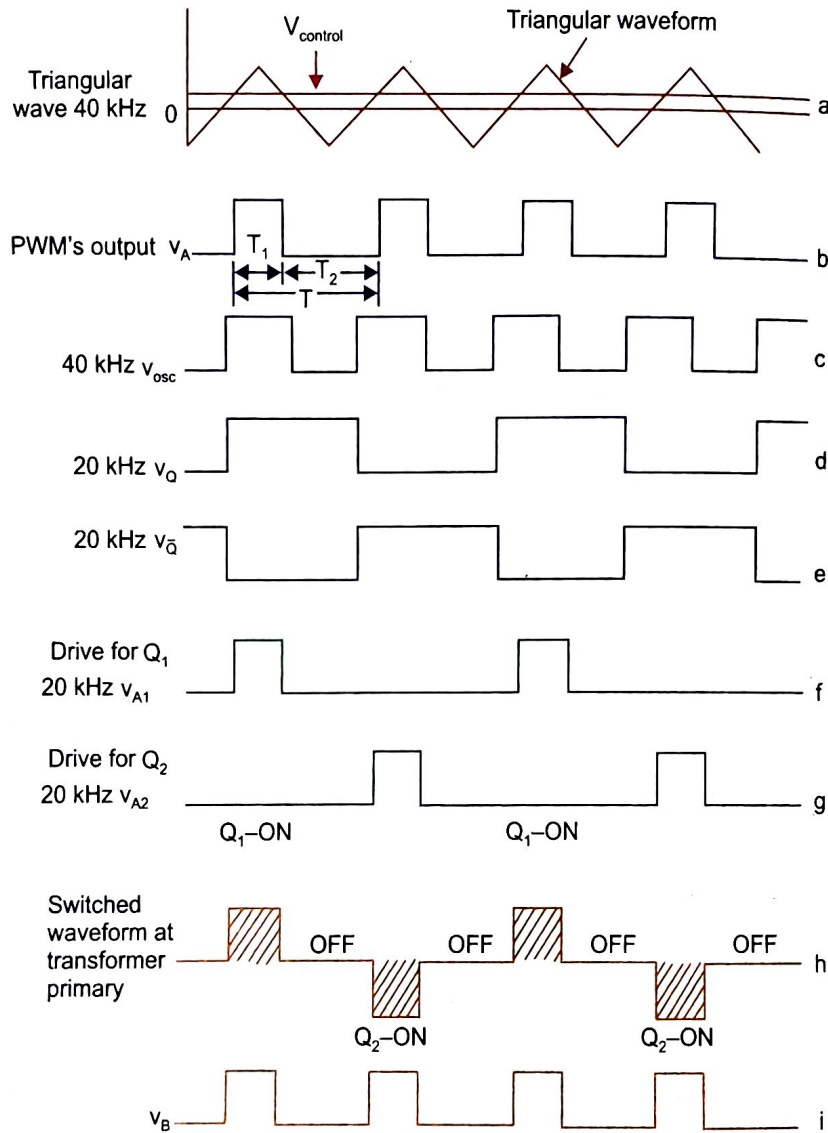 V_control
Triangular waveform
Triangular
wave 40 kHz
0
a
PWM's output v_A
T_1
T_2
T
b
40 kHz v_osc
c
20 kHz v_Q
d
20 kHz v_Q̄
e
Drive for Q_1
20 kHz v_A1
f
Drive for Q_2
20 kHz v_A2
g
Q_1–ON
Q_1–ON
Switched
waveform at
transformer
primary
OFF
OFF
OFF
OFF
h
Q_2–ON
Q_2–ON
v_B
i